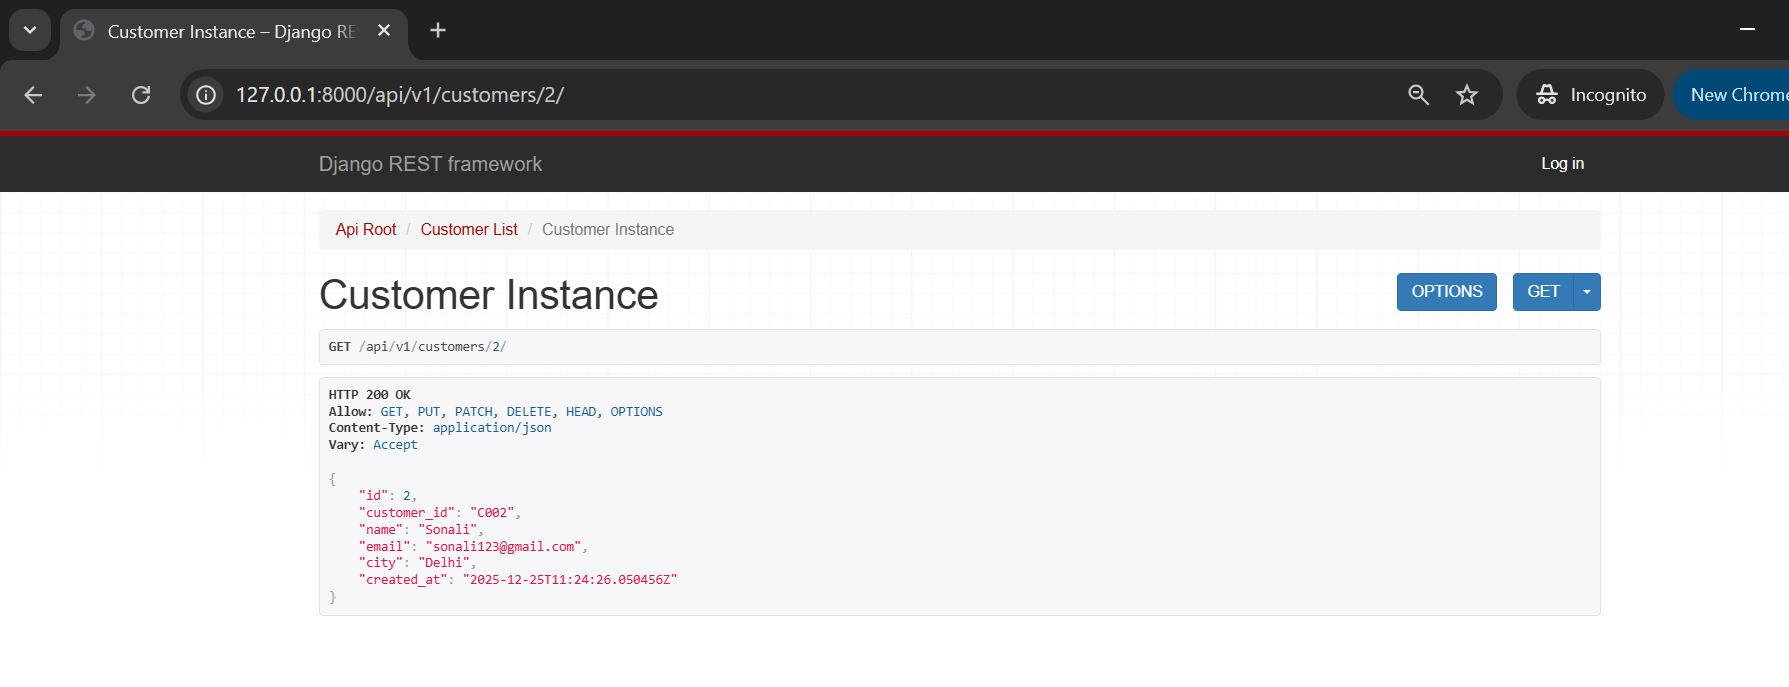 Customer Instance – Django RE
127.0.0.1:8000/api/v1/customers/2/
Incognito
New Chrome
Django REST framework
Log in
Api Root / Customer List / Customer Instance
Customer Instance
OPTIONS
GET
GET /api/v1/customers/2/
HTTP 200 OK
Allow: GET, PUT, PATCH, DELETE, HEAD, OPTIONS
Content-Type: application/json
Vary: Accept
{
    "id": 2,
    "customer_id": "C002",
    "name": "Sonali",
    "email": "sonali123@gmail.com",
    "city": "Delhi",
    "created_at": "2025-12-25T11:24:26.050456Z"
}